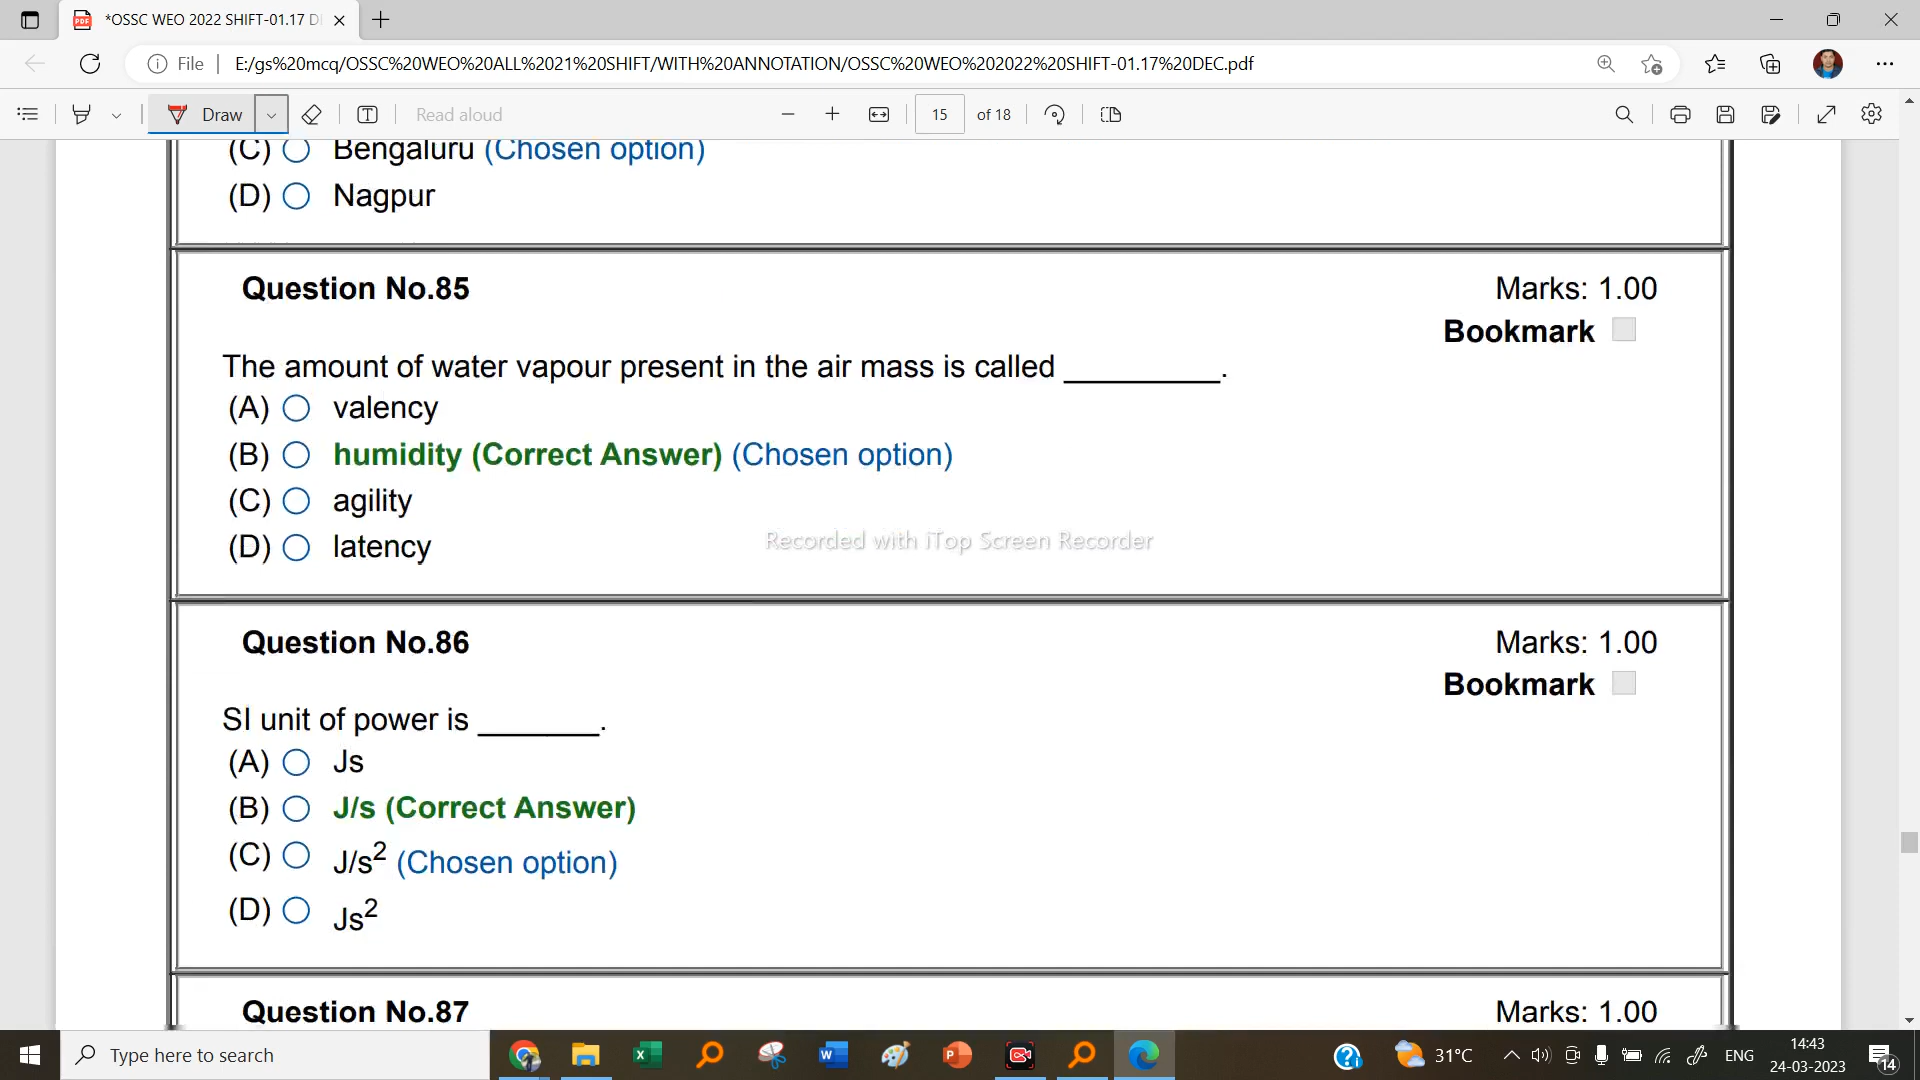 *OSSC WEO 2022 SHIFT-01.17 D
File
E:/gs%20mcq/OSSC%20WEO%20ALL%2021%20SHIFT/WITH%20ANNOTATION/OSSC%20WEO%202022%20SHIFT-01.17%20DEC.pdf
Draw
Read aloud
15 of 18
(C) Bengaluru (Chosen option)
(D) Nagpur
Question No.85 Marks: 1.00
Bookmark
The amount of water vapour present in the air mass is called _________.
(A) valency
(B) humidity (Correct Answer) (Chosen option)
(C) agility
(D) latency
Recorded with iTop Screen Recorder
Question No.86 Marks: 1.00
Bookmark
SI unit of power is _______.
(A) Js
(B) J/s (Correct Answer)
(C) J/s² (Chosen option)
(D) Js²
Question No.87 Marks: 1.00
Type here to search
31°C
ENG
14:43
24-03-2023
14